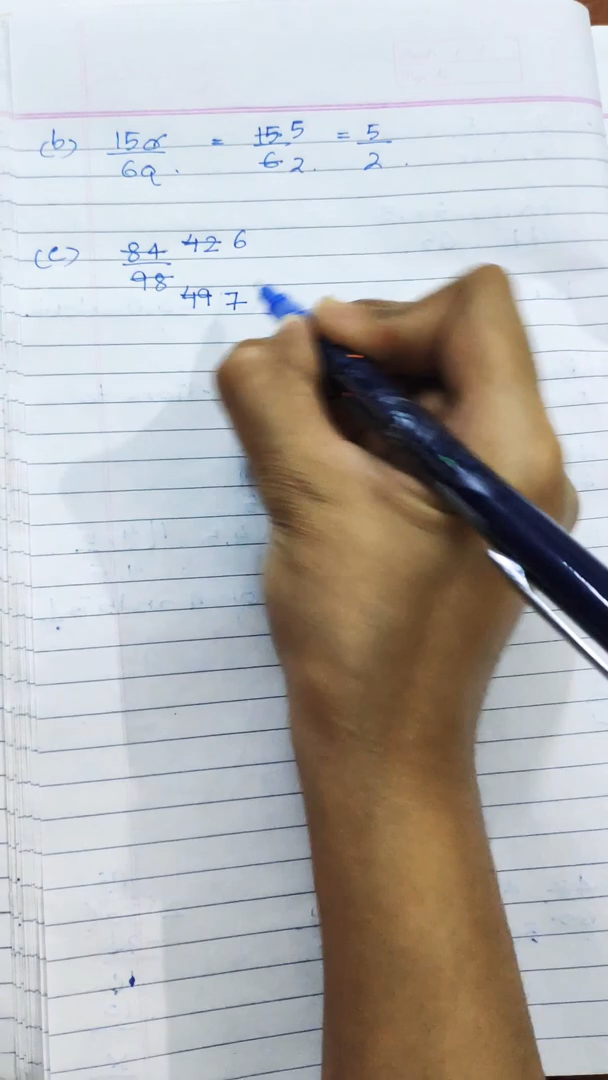 (b) 150/60. = 15 5/6 2. = 5/2.
(c) 84/98 42/49 6/7